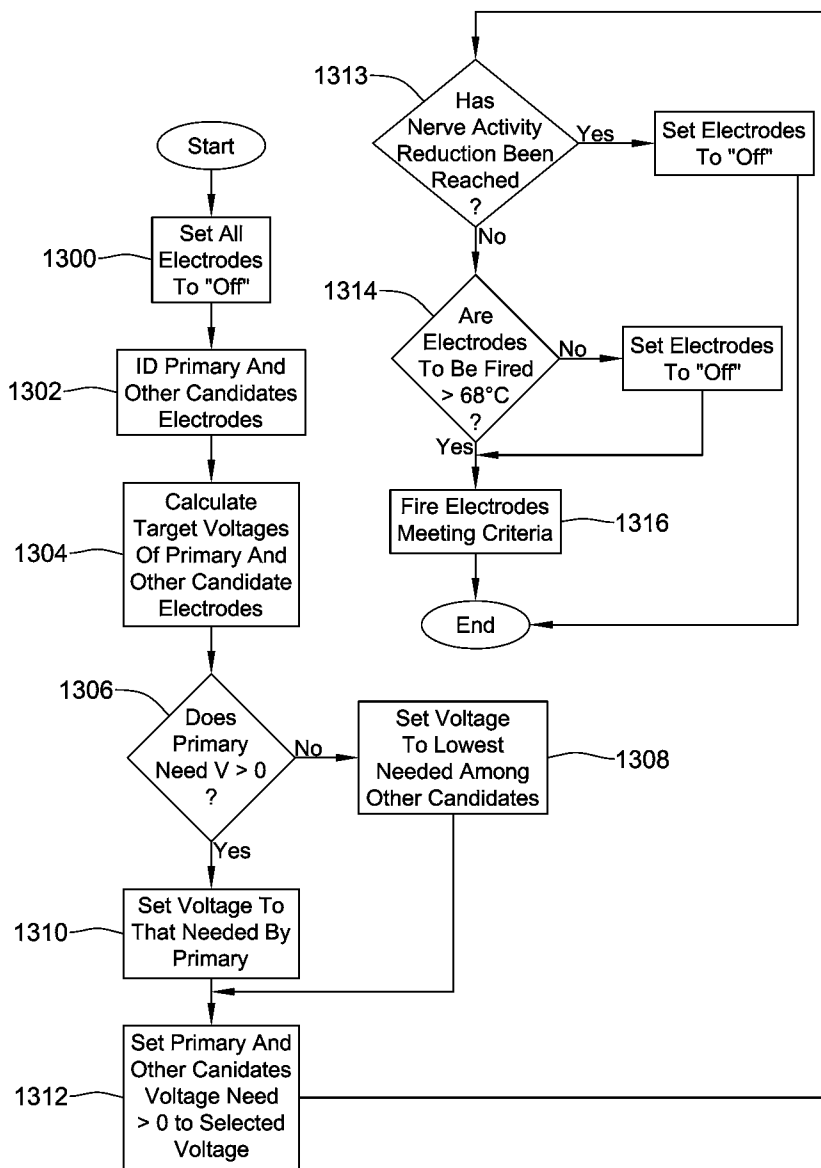 Start
1300
Set All
Electrodes
To "Off"
1302
ID Primary And
Other Candidates
Electrodes
1304
Calculate
Target Voltages
Of Primary And
Other Candidate
Electrodes
1306
Does
Primary
Need V > 0
?
No
Yes
Set Voltage
To Lowest
Needed Among
Other Candidates
1308
1310
Set Voltage To
That Needed By
Primary
1312
Set Primary And
Other Canidates
Voltage Need
> 0 to Selected
Voltage
1313
Has
Nerve Activity
Reduction Been
Reached
?
Yes
No
Set Electrodes
To "Off"
1314
Are
Electrodes
To Be Fired
> 68°C
?
No
Yes
Set Electrodes
To "Off"
Fire Electrodes
Meeting Criteria
1316
End